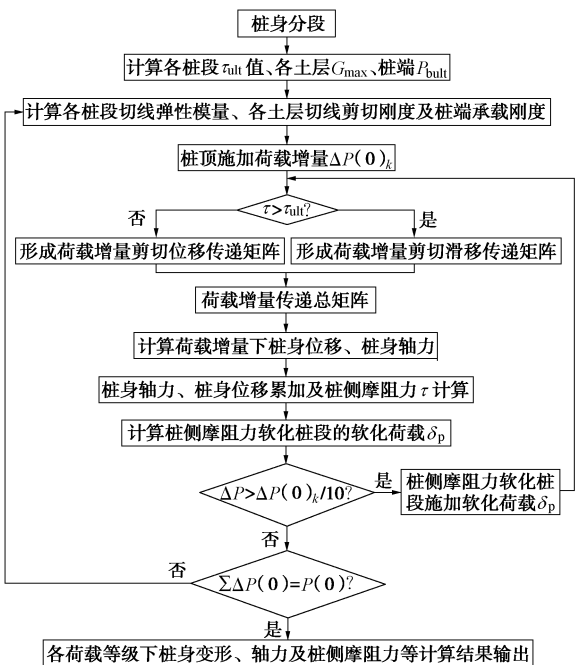 桩身分段
计算各桩段τult值、各土层Gmax、桩端Pbult
计算各桩段切线弹性模量、各土层切线剪切刚度及桩端承载刚度
桩顶施加荷载增量ΔP(0)k
τ>τult?
否
是
形成荷载增量剪切位移传递矩阵
形成荷载增量剪切滑移传递矩阵
荷载增量传递总矩阵
计算荷载增量下桩身位移、桩身轴力
桩身轴力、桩身位移累加及桩侧摩阻力τ计算
计算桩侧摩阻力软化桩段的软化荷载δp
ΔP>ΔP(0)k/10?
是
桩侧摩阻力软化桩
段施加软化荷载δp
否
∑ΔP(0)=P(0)?
否
是
各荷载等级下桩身变形、轴力及桩侧摩阻力等计算结果输出